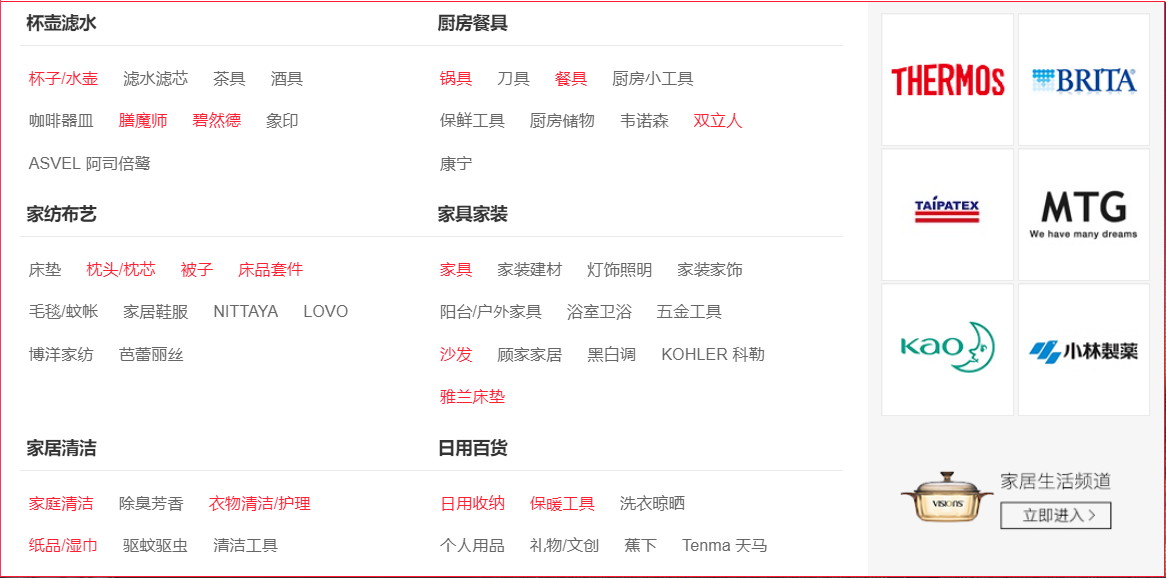 杯壶滤水
杯子/水壶 滤水滤芯 茶具 酒具
咖啡器皿 膳魔师 碧然德 象印
ASVEL 阿司倍鹭
厨房餐具
锅具 刀具 餐具 厨房小工具
保鲜工具 厨房储物 韦诺森 双立人
康宁
家纺布艺
床垫 枕头/枕芯 被子 床品套件
毛毯/蚊帐 家居鞋服 NITTAYA LOVO
博洋家纺 芭蕾丽丝
家具家装
家具 家装建材 灯饰照明 家装家饰
阳台/户外家具 浴室卫浴 五金工具
沙发 顾家家居 黑白调 KOHLER 科勒
雅兰床垫
家居清洁
家庭清洁 除臭芳香 衣物清洁/护理
纸品/湿巾 驱蚊驱虫 清洁工具
日用百货
日用收纳 保暖工具 洗衣晾晒
个人用品 礼物/文创 蕉下 Tenma 天马
THERMOS
BRITA
TAIPATEX
MTG
We have many dreams
Kao
小林製薬
VISIONS
家居生活频道
立即进入 >